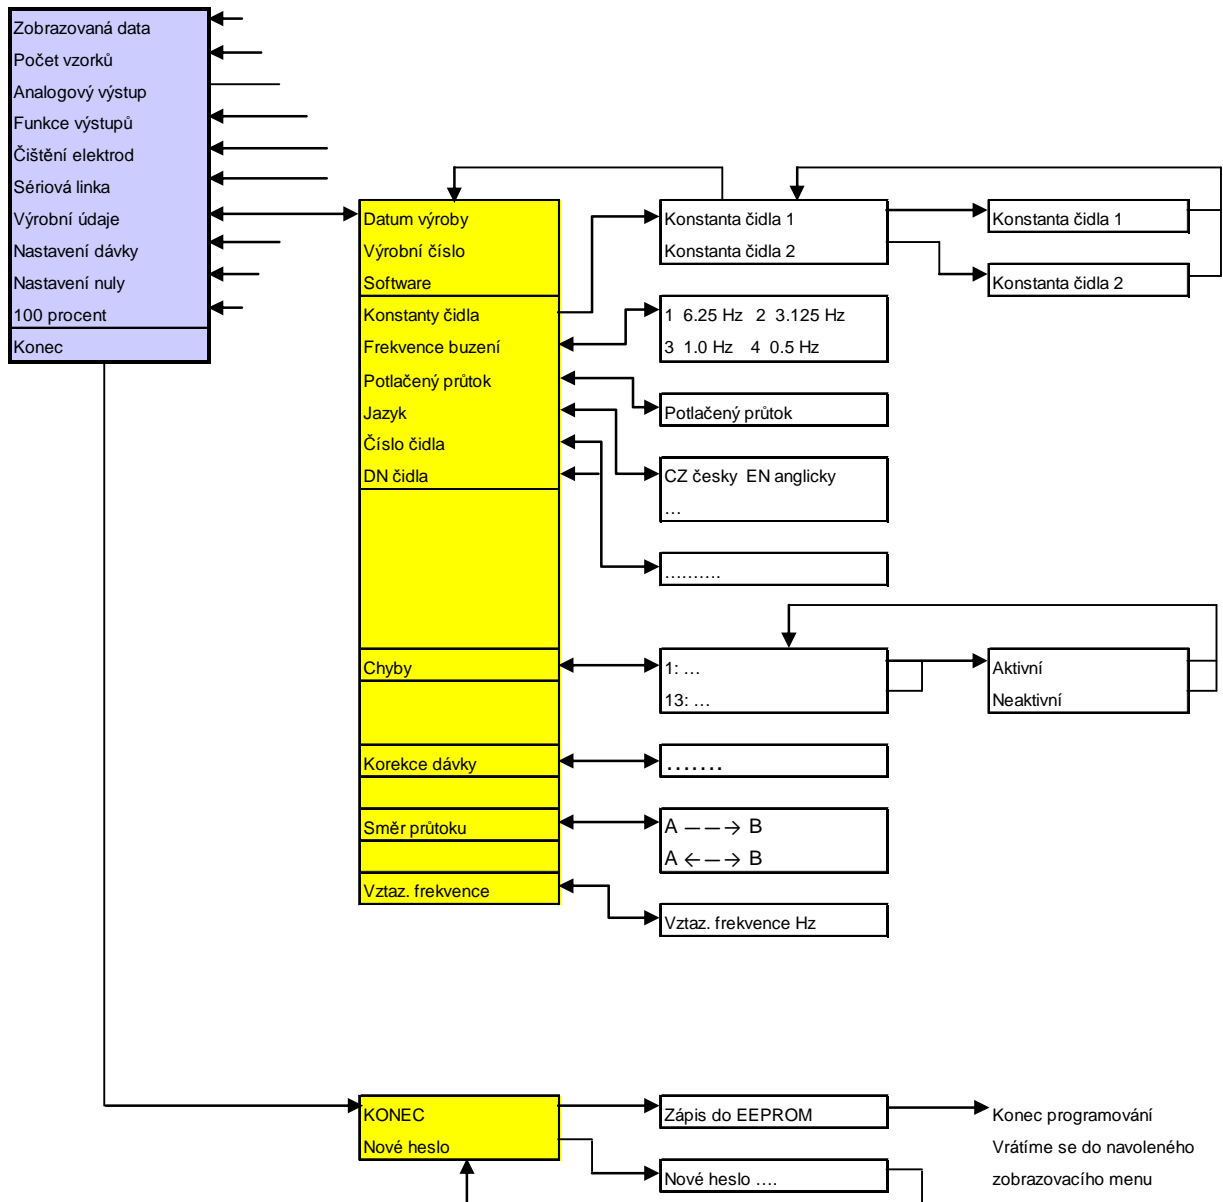 Zobrazovaná data
Počet vzorků
Analogový výstup
Funkce výstupů
Čištění elektrod
Sériová linka
Výrobní údaje
Nastavení dávky
Nastavení nuly
100 procent
Konec
Datum výroby
Výrobní číslo
Software
Konstanty čidla
Frekvence buzení
Potlačený průtok
Jazyk
Číslo čidla
DN čidla
Chyby
Korekce dávky
Směr průtoku
Vztaz. frekvence
Konstanta čidla 1
Konstanta čidla 2
Konstanta čidla 1
Konstanta čidla 2
1 6.25 Hz 2 3.125 Hz
3 1.0 Hz 4 0.5 Hz
Potlačený průtok
CZ česky EN anglicky
...
..........
1: ...
13: ...
Aktivní
Neaktivní
.......
A — — → B
A ← — → B
Vztaz. frekvence Hz
KONEC
Nové heslo
Zápis do EEPROM
Nové heslo ....
Konec programování
Vrátíme se do navoleného
zobrazovacího menu